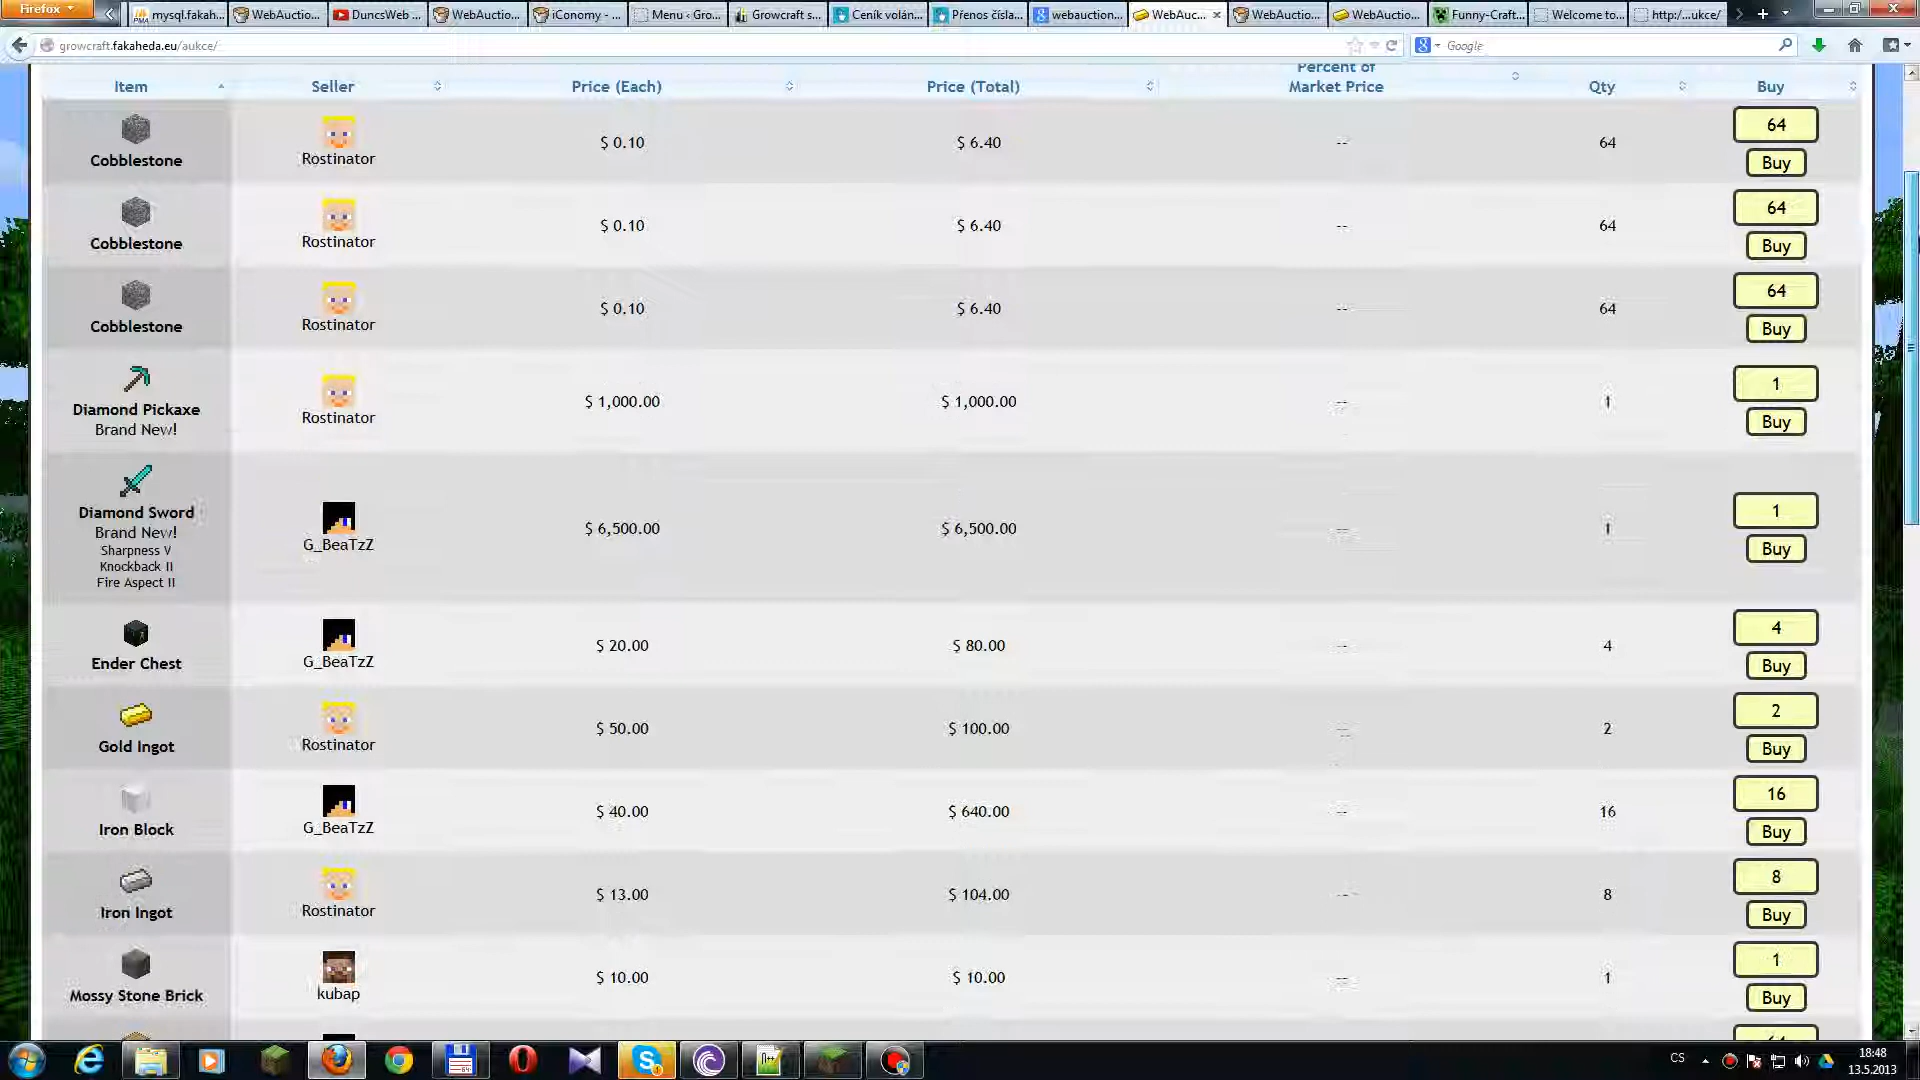 Firefox
mysql.fakah...
WebAuctio...
DuncsWeb ...
WebAuctio...
iConomy - ...
Menu ‹ Gro...
Growcraft s...
Ceník volán...
Přenos čísla...
webauction...
WebAuc...
WebAuctio...
WebAuctio...
Funny-Craft...
Welcome to...
http:/...ukce/
growcraft.fakaheda.eu/aukce/
Google
Item
Seller
Price (Each)
Price (Total)
Percent of
Market Price
Qty
Buy
Cobblestone
Rostinator
$ 0.10
$ 6.40
--
64
64
Buy
Cobblestone
Rostinator
$ 0.10
$ 6.40
--
64
64
Buy
Cobblestone
Rostinator
$ 0.10
$ 6.40
--
64
64
Buy
Diamond Pickaxe
Brand New!
Rostinator
$ 1,000.00
$ 1,000.00
--
1
1
Buy
Diamond Sword
Brand New!
Sharpness V
Knockback II
Fire Aspect II
G_BeaTzZ
$ 6,500.00
$ 6,500.00
--
1
1
Buy
Ender Chest
G_BeaTzZ
$ 20.00
$ 80.00
--
4
4
Buy
Gold Ingot
Rostinator
$ 50.00
$ 100.00
--
2
2
Buy
Iron Block
G_BeaTzZ
$ 40.00
$ 640.00
--
16
16
Buy
Iron Ingot
Rostinator
$ 13.00
$ 104.00
--
8
8
Buy
Mossy Stone Brick
kubap
$ 10.00
$ 10.00
--
1
1
Buy
CS
18:48
13.5.2013